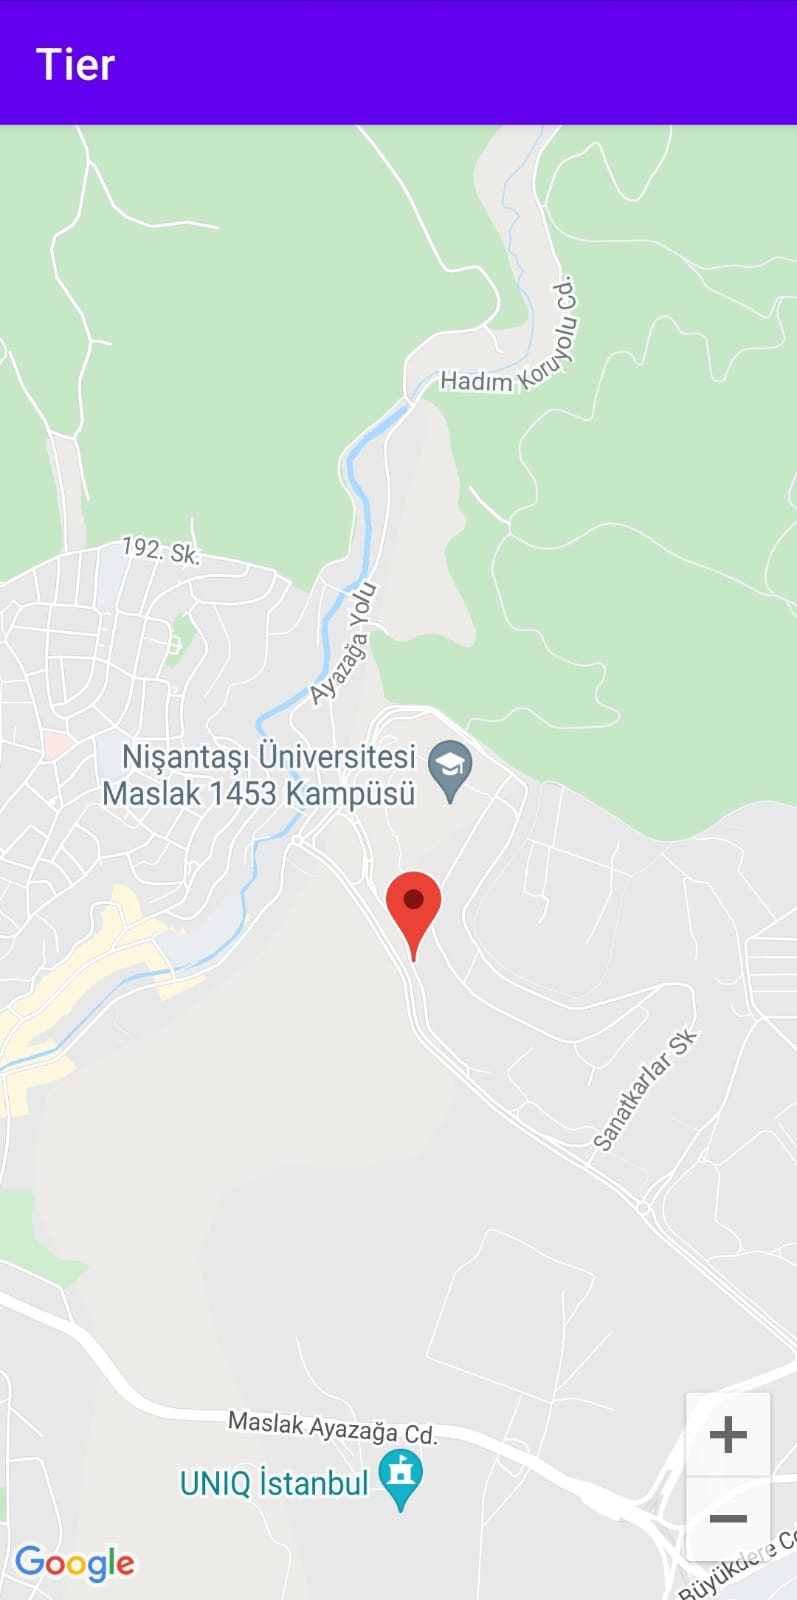 Tier
Hadım Koruyolu Cd.
192. Sk.
Ayazağa Yolu
Nişantaşı Üniversitesi
Maslak 1453 Kampüsü
Sanatkarlar Sk
Maslak Ayazağa Cd.
UNIQ İstanbul
+
−
Google
Büyükdere Cd